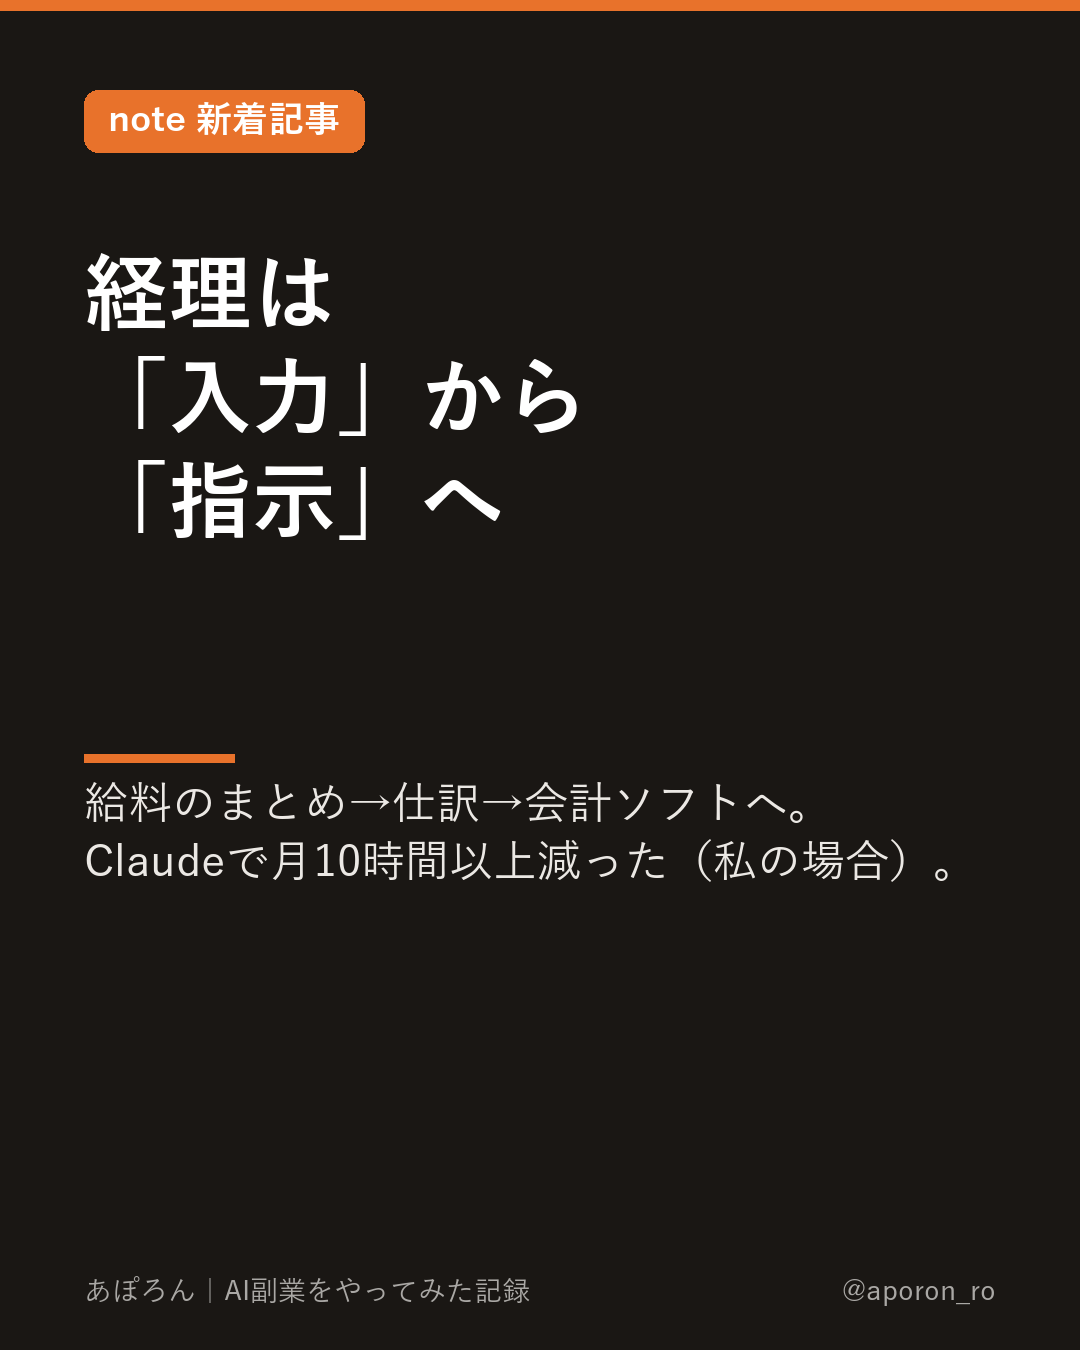 note 新着記事
経理は
「入力」から
「指示」へ
給料のまとめ→仕訳→会計ソフトへ。
Claudeで月10時間以上減った（私の場合）。
あぽろん｜AI副業をやってみた記録
@aporon_ro